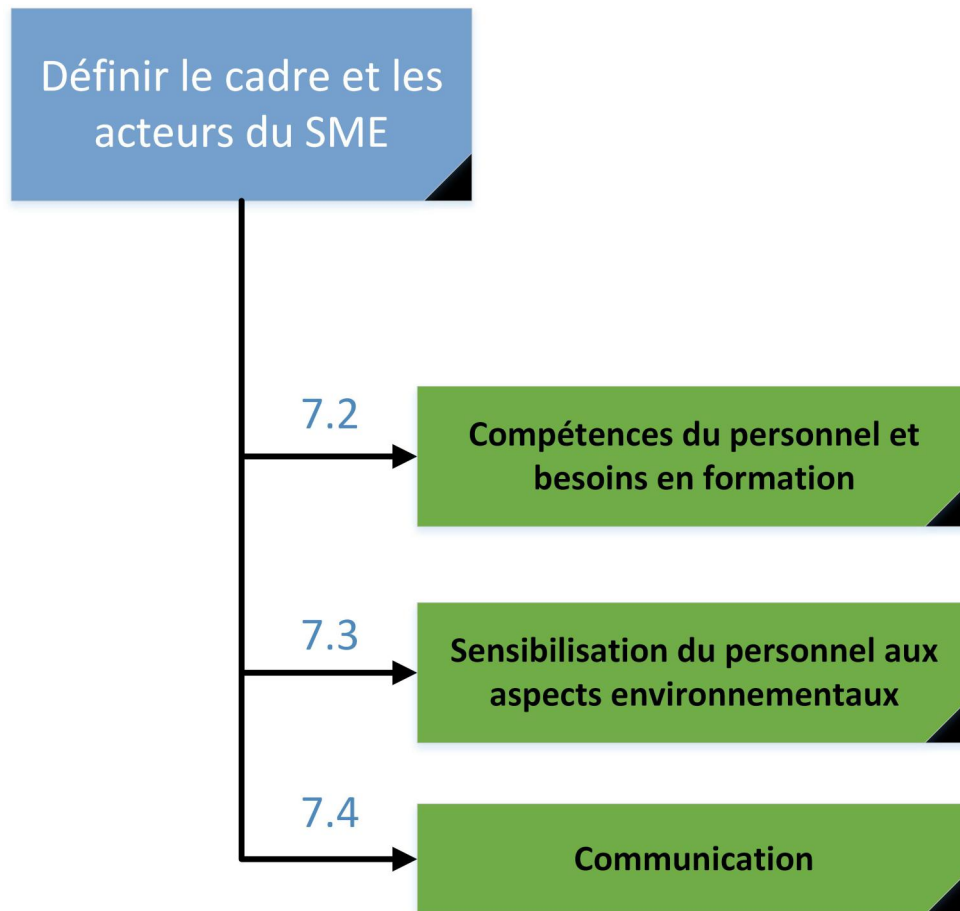 Définir le cadre et les
acteurs du SME
7.2
Compétences du personnel et
besoins en formation
7.3
Sensibilisation du personnel aux
aspects environnementaux
7.4
Communication